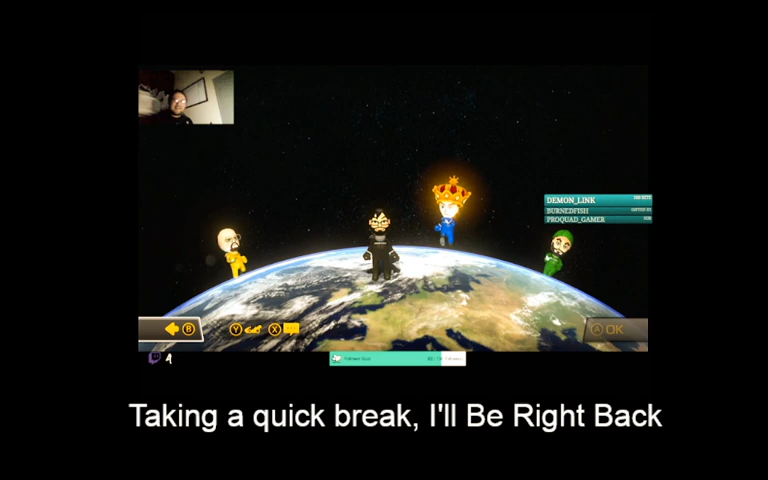 DEMON_LINK
BURNEDFISH
PROQUAD_GAMER
B
Y
X
A OK
Taking a quick break, I'll Be Right Back